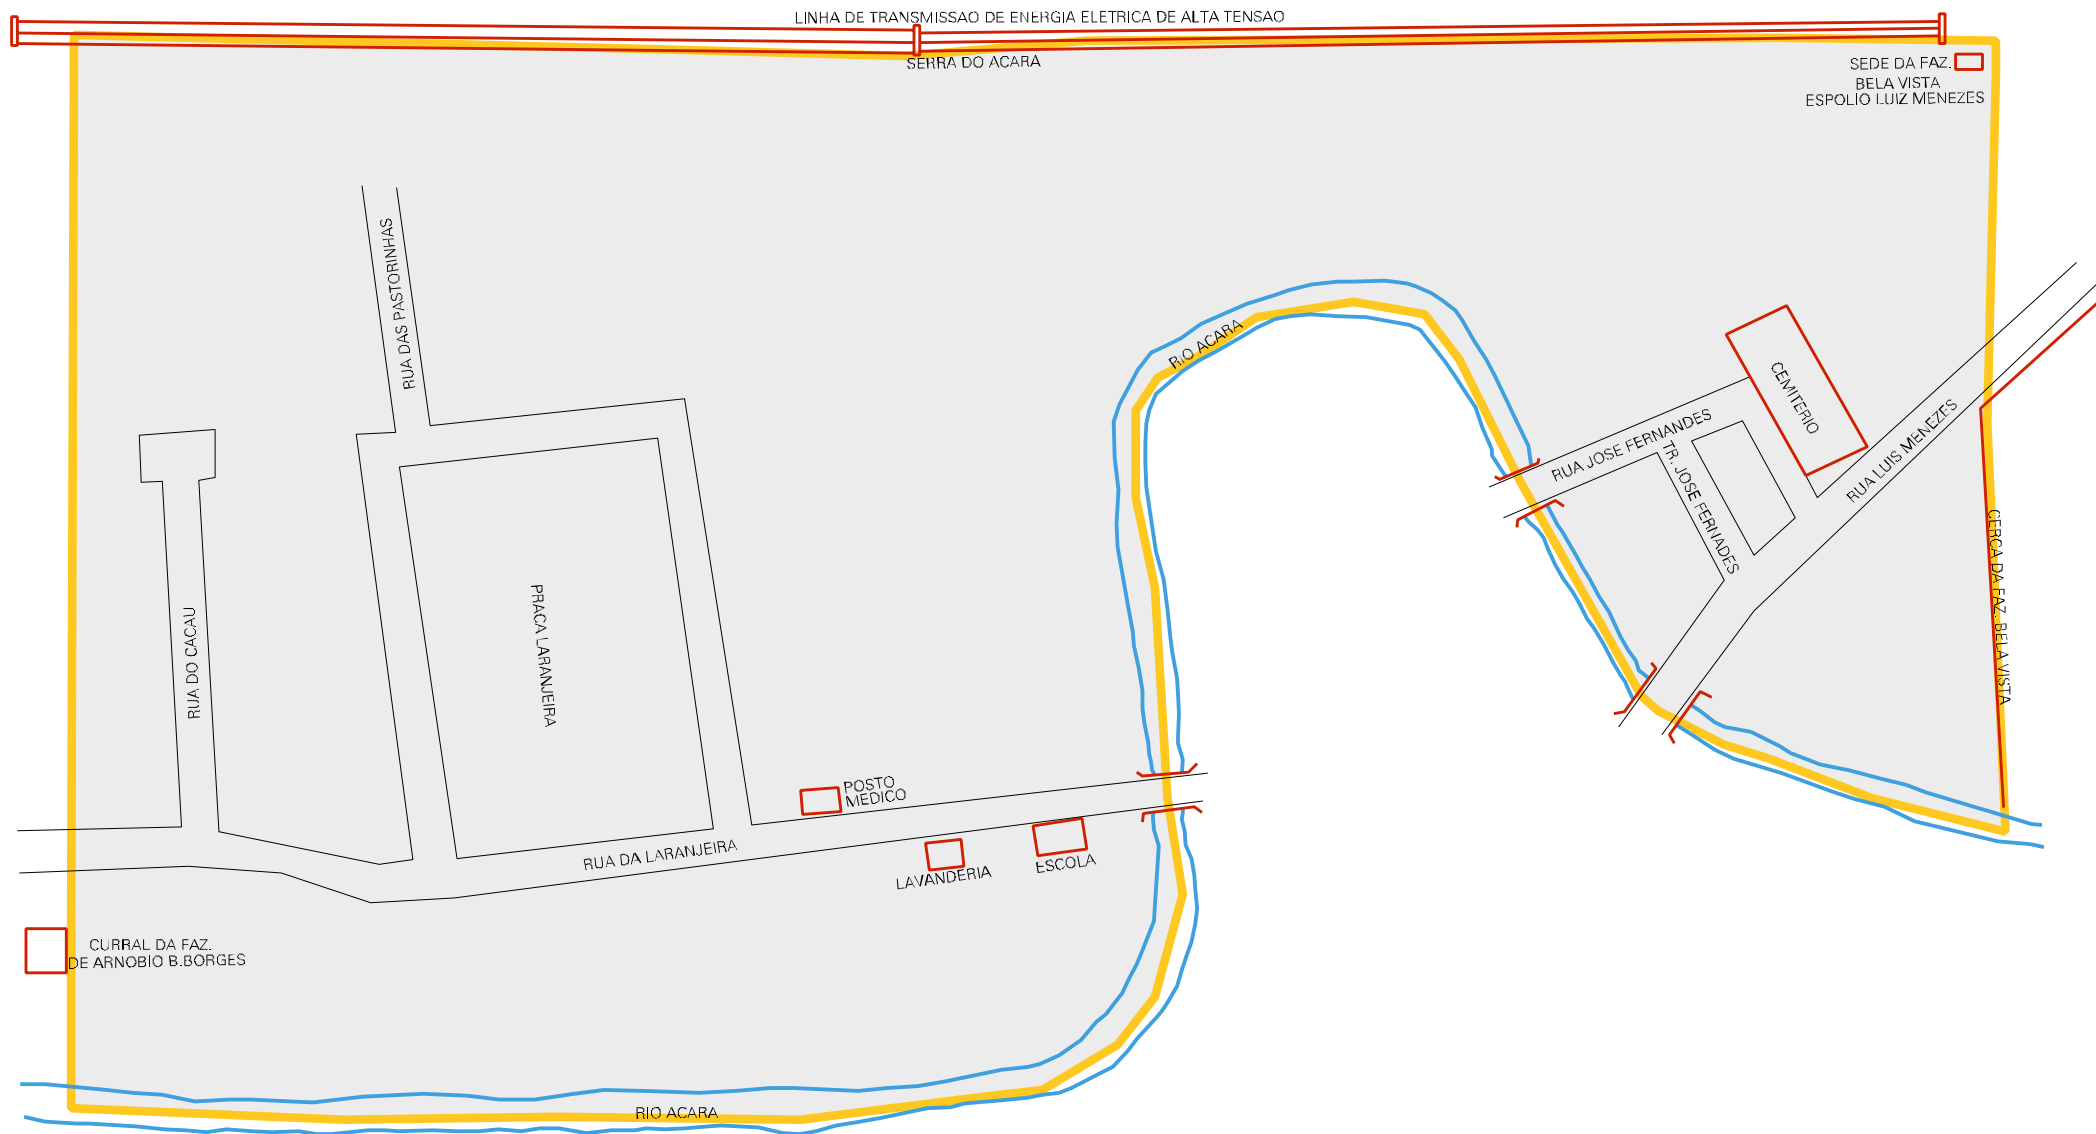 LINHA DE TRANSMISSAO DE ENERGIA ELETRICA DE ALTA TENSAO
SERRA DO ACARA
SEDE DA FAZ.
BELA VISTA
ESPOLIO LUIZ MENEZES
RUA DAS PASTORINHAS
RIO ACARA
CEMITERIO
RUA JOSE FERNANDES
TR. JOSE FERNADES
RUA LUIS MENEZES
CERCA DA FAZ. BELA VISTA
RUA DO CACAU
PRACA LARANJEIRA
POSTO
MEDICO
RUA DA LARANJEIRA
LAVANDERIA
ESCOLA
CURRAL DA FAZ.
DE ARNOBIO B.BORGES
RIO ACARA